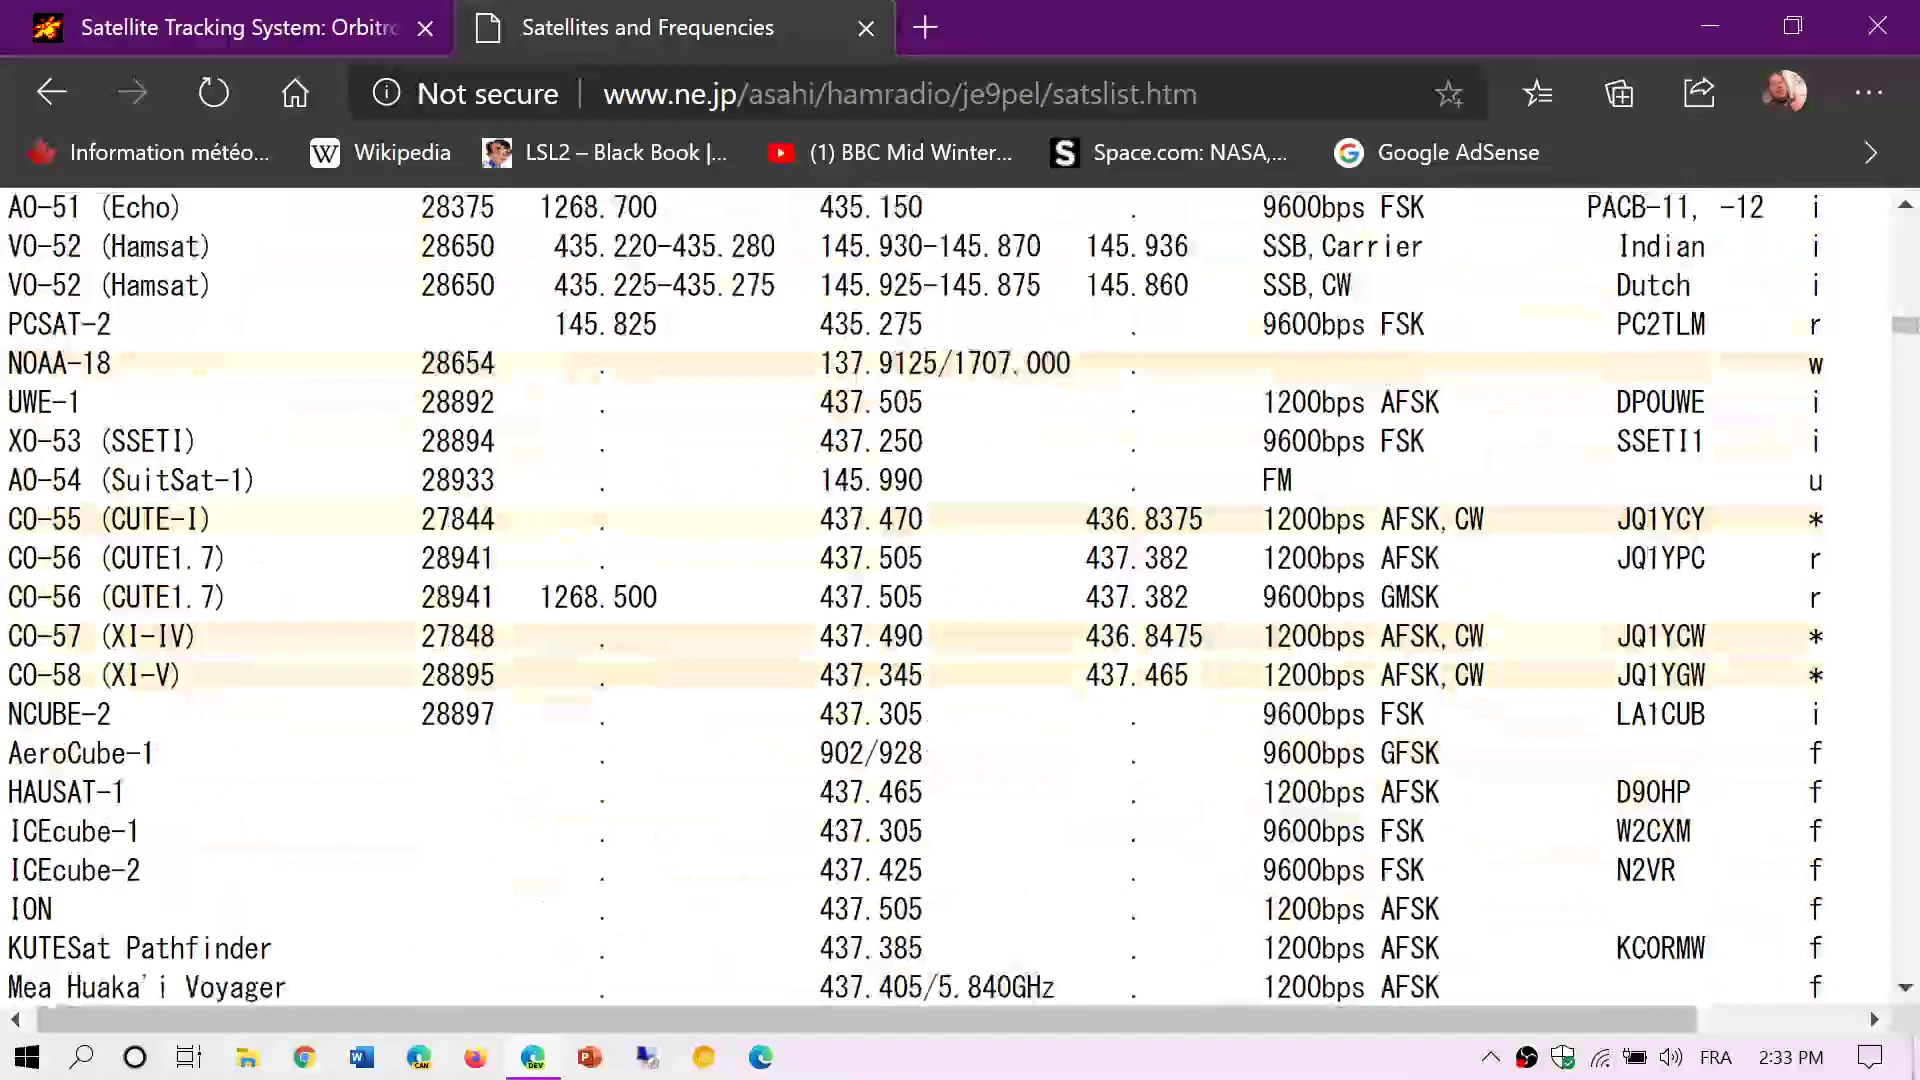 Satellite Tracking System: Orbitro
Satellites and Frequencies
Not secure www.ne.jp/asahi/hamradio/je9pel/satslist.htm
Information météo... Wikipedia LSL2 – Black Book |... (1) BBC Mid Winter... Space.com: NASA,... Google AdSense
AO-51 (Echo) 28375 1268.700 435.150 . 9600bps FSK PACB-11, -12 i
VO-52 (Hamsat) 28650 435.220-435.280 145.930-145.870 145.936 SSB,Carrier Indian i
VO-52 (Hamsat) 28650 435.225-435.275 145.925-145.875 145.860 SSB,CW Dutch i
PCSAT-2 145.825 435.275 . 9600bps FSK PC2TLM r
NOAA-18 28654 . 137.9125/1707.000 . w
UWE-1 28892 . 437.505 . 1200bps AFSK DP0UWE i
XO-53 (SSETI) 28894 . 437.250 . 9600bps FSK SSETI1 i
AO-54 (SuitSat-1) 28933 . 145.990 . FM u
CO-55 (CUTE-I) 27844 . 437.470 436.8375 1200bps AFSK,CW JQ1YCY *
CO-56 (CUTE1.7) 28941 . 437.505 437.382 1200bps AFSK JQ1YPC r
CO-56 (CUTE1.7) 28941 1268.500 437.505 437.382 9600bps GMSK r
CO-57 (XI-IV) 27848 . 437.490 436.8475 1200bps AFSK,CW JQ1YCW *
CO-58 (XI-V) 28895 . 437.345 437.465 1200bps AFSK,CW JQ1YGW *
NCUBE-2 28897 . 437.305 . 9600bps FSK LA1CUB i
AeroCube-1 . 902/928 . 9600bps GFSK f
HAUSAT-1 . 437.465 . 1200bps AFSK D90HP f
ICEcube-1 . 437.305 . 9600bps FSK W2CXM f
ICEcube-2 . 437.425 . 9600bps FSK N2VR f
ION . 437.505 . 1200bps AFSK f
KUTESat Pathfinder . 437.385 . 1200bps AFSK KC0RMW f
Mea Huaka'i Voyager . 437.405/5.840GHz . 1200bps AFSK f
FRA 2:33 PM